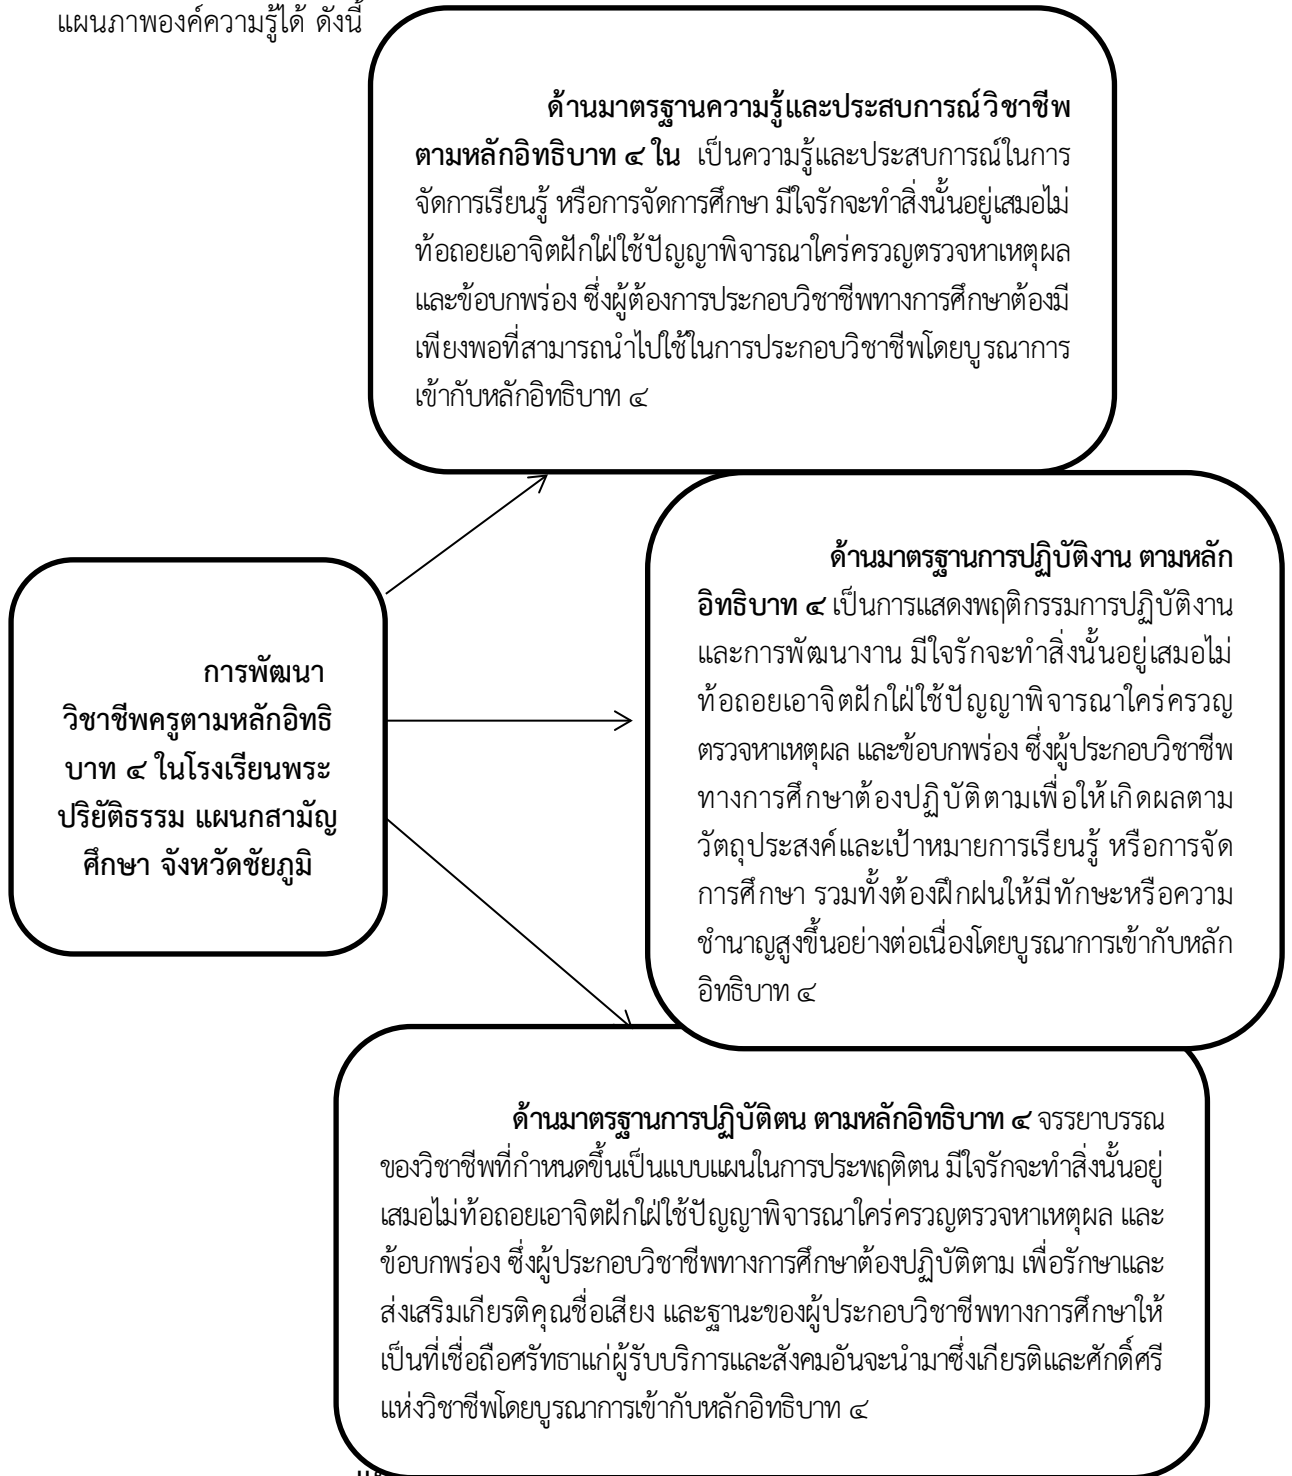 แผนภาพองค์ความรู้ได้ ดังนี้
ด้านมาตรฐานความรู้และประสบการณ์วิชาชีพ
ตามหลักอิทธิบาท ๔ ใน เป็นความรู้และประสบการณ์ในการ
จัดการเรียนรู้ หรือการจัดการศึกษา มีใจรักจะทำสิ่งนั้นอยู่เสมอไม่
ท้อถอยเอาจิตฝักใฝ่ใช้ปัญญาพิจารณาใคร่ครวญตรวจหาเหตุผล
และข้อบกพร่อง ซึ่งผู้ต้องการประกอบวิชาชีพทางการศึกษาต้องมี
เพียงพอที่สามารถนำไปใช้ในการประกอบวิชาชีพโดยบูรณาการ
เข้ากับหลักอิทธิบาท ๔
การพัฒนา
วิชาชีพครูตามหลักอิทธิ
บาท ๔ ในโรงเรียนพระ
ปริยัติธรรม แผนกสามัญ
ศึกษา จังหวัดชัยภูมิ
ด้านมาตรฐานการปฏิบัติงาน ตามหลัก
อิทธิบาท ๔ เป็นการแสดงพฤติกรรมการปฏิบัติงาน
และการพัฒนางาน มีใจรักจะทำสิ่งนั้นอยู่เสมอไม่
ท้อถอยเอาจิตฝักใฝ่ใช้ปัญญาพิจารณาใคร่ครวญ
ตรวจหาเหตุผล และข้อบกพร่อง ซึ่งผู้ประกอบวิชาชีพ
ทางการศึกษาต้องปฏิบัติตามเพื่อให้เกิดผลตาม
วัตถุประสงค์และเป้าหมายการเรียนรู้ หรือการจัด
การศึกษา รวมทั้งต้องฝึกฝนให้มีทักษะหรือความ
ชำนาญสูงขึ้นอย่างต่อเนื่องโดยบูรณาการเข้ากับหลัก
อิทธิบาท ๔
ด้านมาตรฐานการปฏิบัติตน ตามหลักอิทธิบาท ๔ จรรยาบรรณ
ของวิชาชีพที่กำหนดขึ้นเป็นแบบแผนในการประพฤติตน มีใจรักจะทำสิ่งนั้นอยู่
เสมอไม่ท้อถอยเอาจิตฝักใฝ่ใช้ปัญญาพิจารณาใคร่ครวญตรวจหาเหตุผล และ
ข้อบกพร่อง ซึ่งผู้ประกอบวิชาชีพทางการศึกษาต้องปฏิบัติตาม เพื่อรักษาและ
ส่งเสริมเกียรติคุณชื่อเสียง และฐานะของผู้ประกอบวิชาชีพทางการศึกษาให้
เป็นที่เชื่อถือศรัทธาแก่ผู้รับบริการและสังคมอันจะนำมาซึ่งเกียรติและศักดิ์ศรี
แห่งวิชาชีพโดยบูรณาการเข้ากับหลักอิทธิบาท ๔